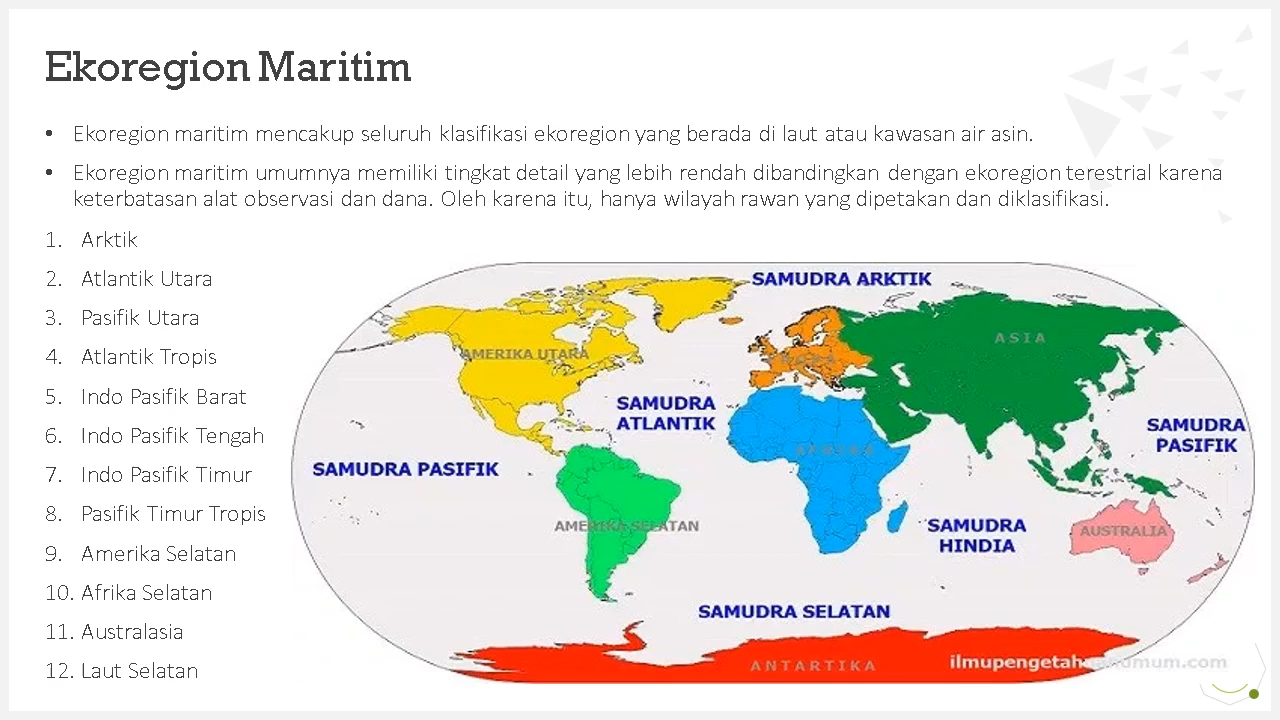 Ekoregion Maritim
• Ekoregion maritim mencakup seluruh klasifikasi ekoregion yang berada di laut atau kawasan air asin.
• Ekoregion maritim umumnya memiliki tingkat detail yang lebih rendah dibandingkan dengan ekoregion terestrial karena
keterbatasan alat observasi dan dana. Oleh karena itu, hanya wilayah rawan yang dipetakan dan diklasifikasi.
1. Arktik
2. Atlantik Utara
3. Pasifik Utara
4. Atlantik Tropis
5. Indo Pasifik Barat
6. Indo Pasifik Tengah
7. Indo Pasifik Timur
8. Pasifik Timur Tropis
9. Amerika Selatan
10. Afrika Selatan
11. Australasia
12. Laut Selatan
SAMUDRA ARKTIK
ASIA
AMERIKA UTARA
SAMUDRA
ATLANTIK
SAMUDRA
PASIFIK
AFRIKA
SAMUDRA PASIFIK
AMERIKA SELATAN
SAMUDRA
HINDIA
AUSTRALIA
SAMUDRA SELATAN
ANTARTIKA